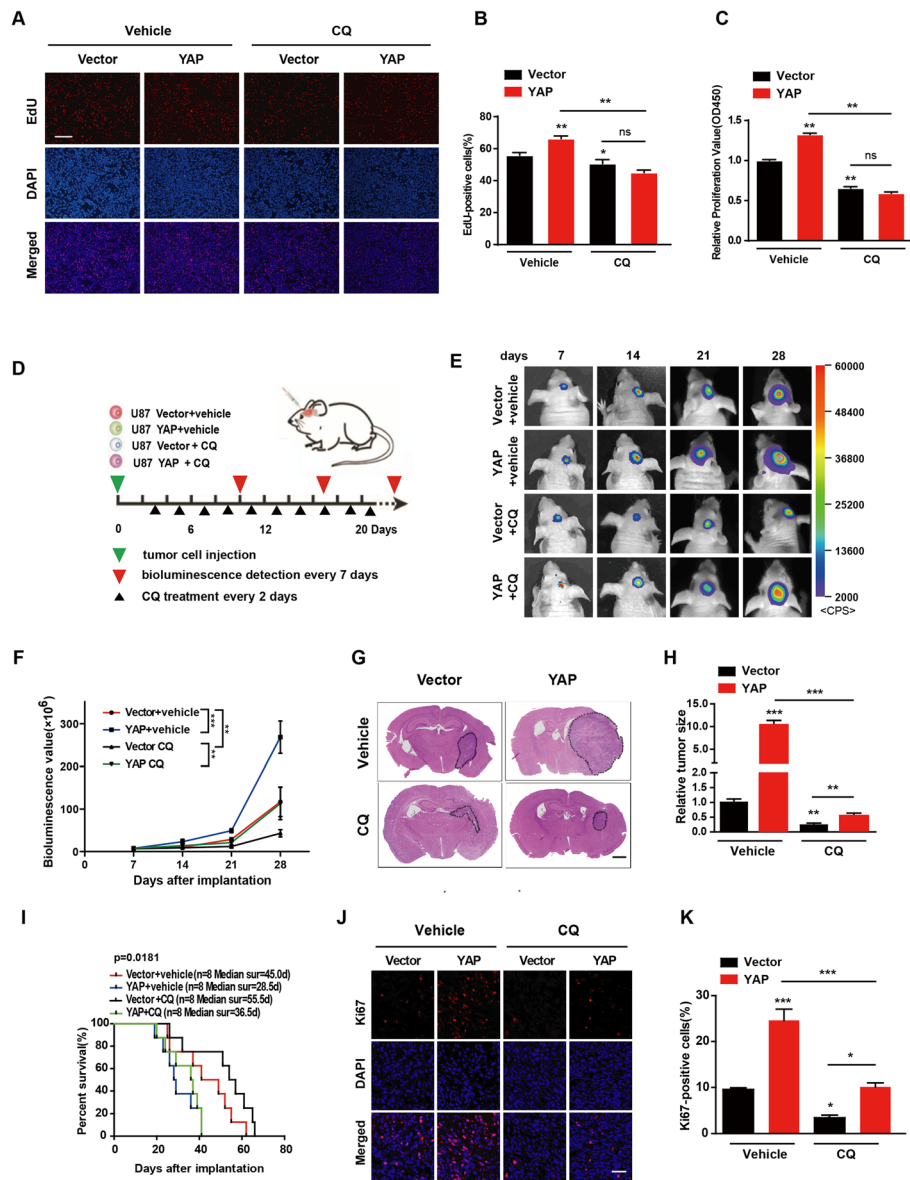 A
Vehicle
CQ
Vector
YAP
Vector
YAP
EdU
DAPI
Merged
B
Vector
YAP
EdU-positive cells(%)
80
60
40
20
0
**
*
**
ns
Vehicle
CQ
C
Vector
YAP
Relative Proliferation Value(OD450)
1.5
1.0
0.5
0.0
**
**
**
ns
Vehicle
CQ
D
U87 Vector+vehicle
U87 YAP+vehicle
U87 Vector+ CQ
U87 YAP + CQ
0
6
12
20 Days
tumor cell injection
bioluminescence detection every 7 days
CQ treatment every 2 days
E
days
7
14
21
28
Vector +vehicle
YAP +vehicle
Vector +CQ
YAP +CQ
60000
48400
36800
25200
13600
2000
<CPS>
F
Bioluminescence value(×10⁶)
300
200
100
0
Vector+vehicle
YAP+vehicle
Vector CQ
YAP CQ
***
**
**
0
7
14
21
28
Days after implantation
G
Vector
YAP
Vehicle
CQ
H
Vector
YAP
Relative tumor size
15.0
10.0
5.0
2.0
1.5
1.0
0.5
0.0
***
***
**
**
Vehicle
CQ
I
p=0.0181
Vector+vehicle(n=8 Median sur=45.0d)
YAP+vehicle (n=8 Median sur=28.5d)
Vector+CQ (n=8 Median sur=55.5d)
YAP+CQ (n=8 Median sur=36.5d)
Percent survival(%)
100
80
60
40
20
0
0
20
40
60
80
Days after implantation
J
Vehicle
CQ
Vector
YAP
Vector
YAP
Ki67
DAPI
Merged
K
Vector
YAP
Ki67-positive cells(%)
30
20
10
0
***
***
*
*
Vehicle
CQ